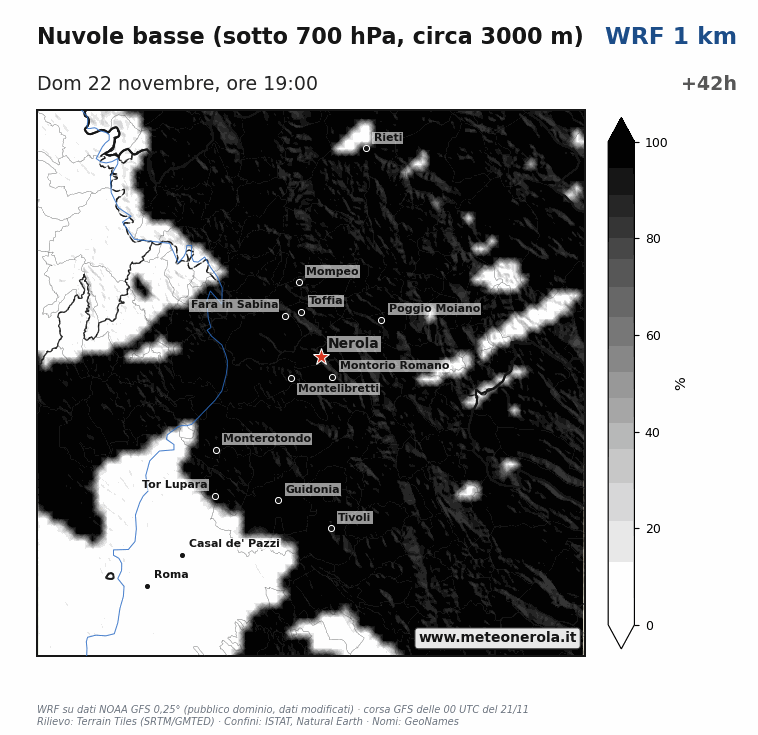 Nuvole basse (sotto 700 hPa, circa 3000 m) WRF 1 km
Dom 22 novembre, ore 19:00 +42h
Rieti
Mompeo
Fara in Sabina
Toffia
Poggio Moiano
Nerola
Montorio Romano
Montelibretti
Monterotondo
Tor Lupara
Guidonia
Tivoli
Casal de' Pazzi
Roma
www.meteonerola.it
100
80
60
40
20
0
%
WRF su dati NOAA GFS 0,25° (pubblico dominio, dati modificati) · corsa GFS delle 00 UTC del 21/11
Rilievo: Terrain Tiles (SRTM/GMTED) · Confini: ISTAT, Natural Earth · Nomi: GeoNames